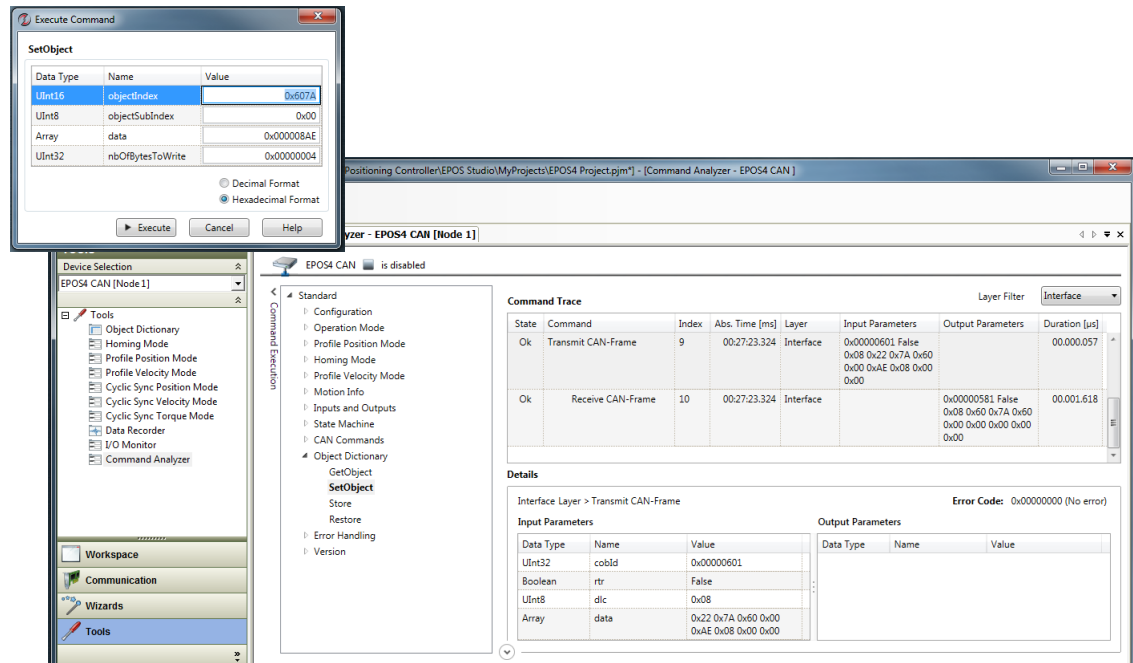 Execute Command
SetObject
Data Type Name Value
UInt16 objectIndex 0x607A
UInt8 objectSubIndex 0x00
Array data 0x000008AE
UInt32 nbOfBytesToWrite 0x00000004
Decimal Format
Hexadecimal Format
Execute Cancel Help
Positioning Controller\EPOS Studio\MyProjects\EPOS4 Project.pjm*] - [Command Analyzer - EPOS4 CAN ]
yzer - EPOS4 CAN [Node 1]
Device Selection
EPOS4 CAN [Node 1]
Tools
Object Dictionary
Homing Mode
Profile Position Mode
Profile Velocity Mode
Cyclic Sync Position Mode
Cyclic Sync Velocity Mode
Cyclic Sync Torque Mode
Data Recorder
I/O Monitor
Command Analyzer
Workspace
Communication
Wizards
Tools
EPOS4 CAN is disabled
Command Execution
Standard
Configuration
Operation Mode
Profile Position Mode
Homing Mode
Profile Velocity Mode
Motion Info
Inputs and Outputs
State Machine
CAN Commands
Object Dictionary
GetObject
SetObject
Store
Restore
Error Handling
Version
Command Trace Layer Filter Interface
State Command Index Abs. Time [ms] Layer Input Parameters Output Parameters Duration [µs]
Ok Transmit CAN-Frame 9 00:27:23.324 Interface 0x00000601 False 00.000.057
0x08 0x22 0x7A 0x60
0x00 0xAE 0x08 0x00
0x00
Ok Receive CAN-Frame 10 00:27:23.324 Interface 0x00000581 False 00.001.618
0x08 0x60 0x7A 0x60
0x00 0x00 0x00 0x00
0x00
Details
Interface Layer > Transmit CAN-Frame Error Code: 0x00000000 (No error)
Input Parameters Output Parameters
Data Type Name Value Data Type Name Value
UInt32 cobId 0x00000601
Boolean rtr False
UInt8 dlc 0x08
Array data 0x22 0x7A 0x60 0x00
0xAE 0x08 0x00 0x00